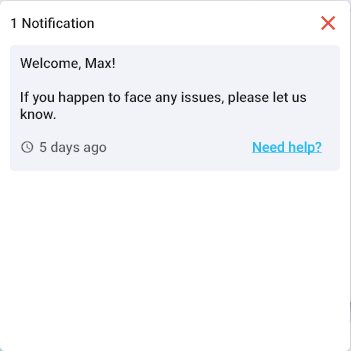 1 Notification
Welcome, Max!
If you happen to face any issues, please let us
know.
5 days ago
Need help?